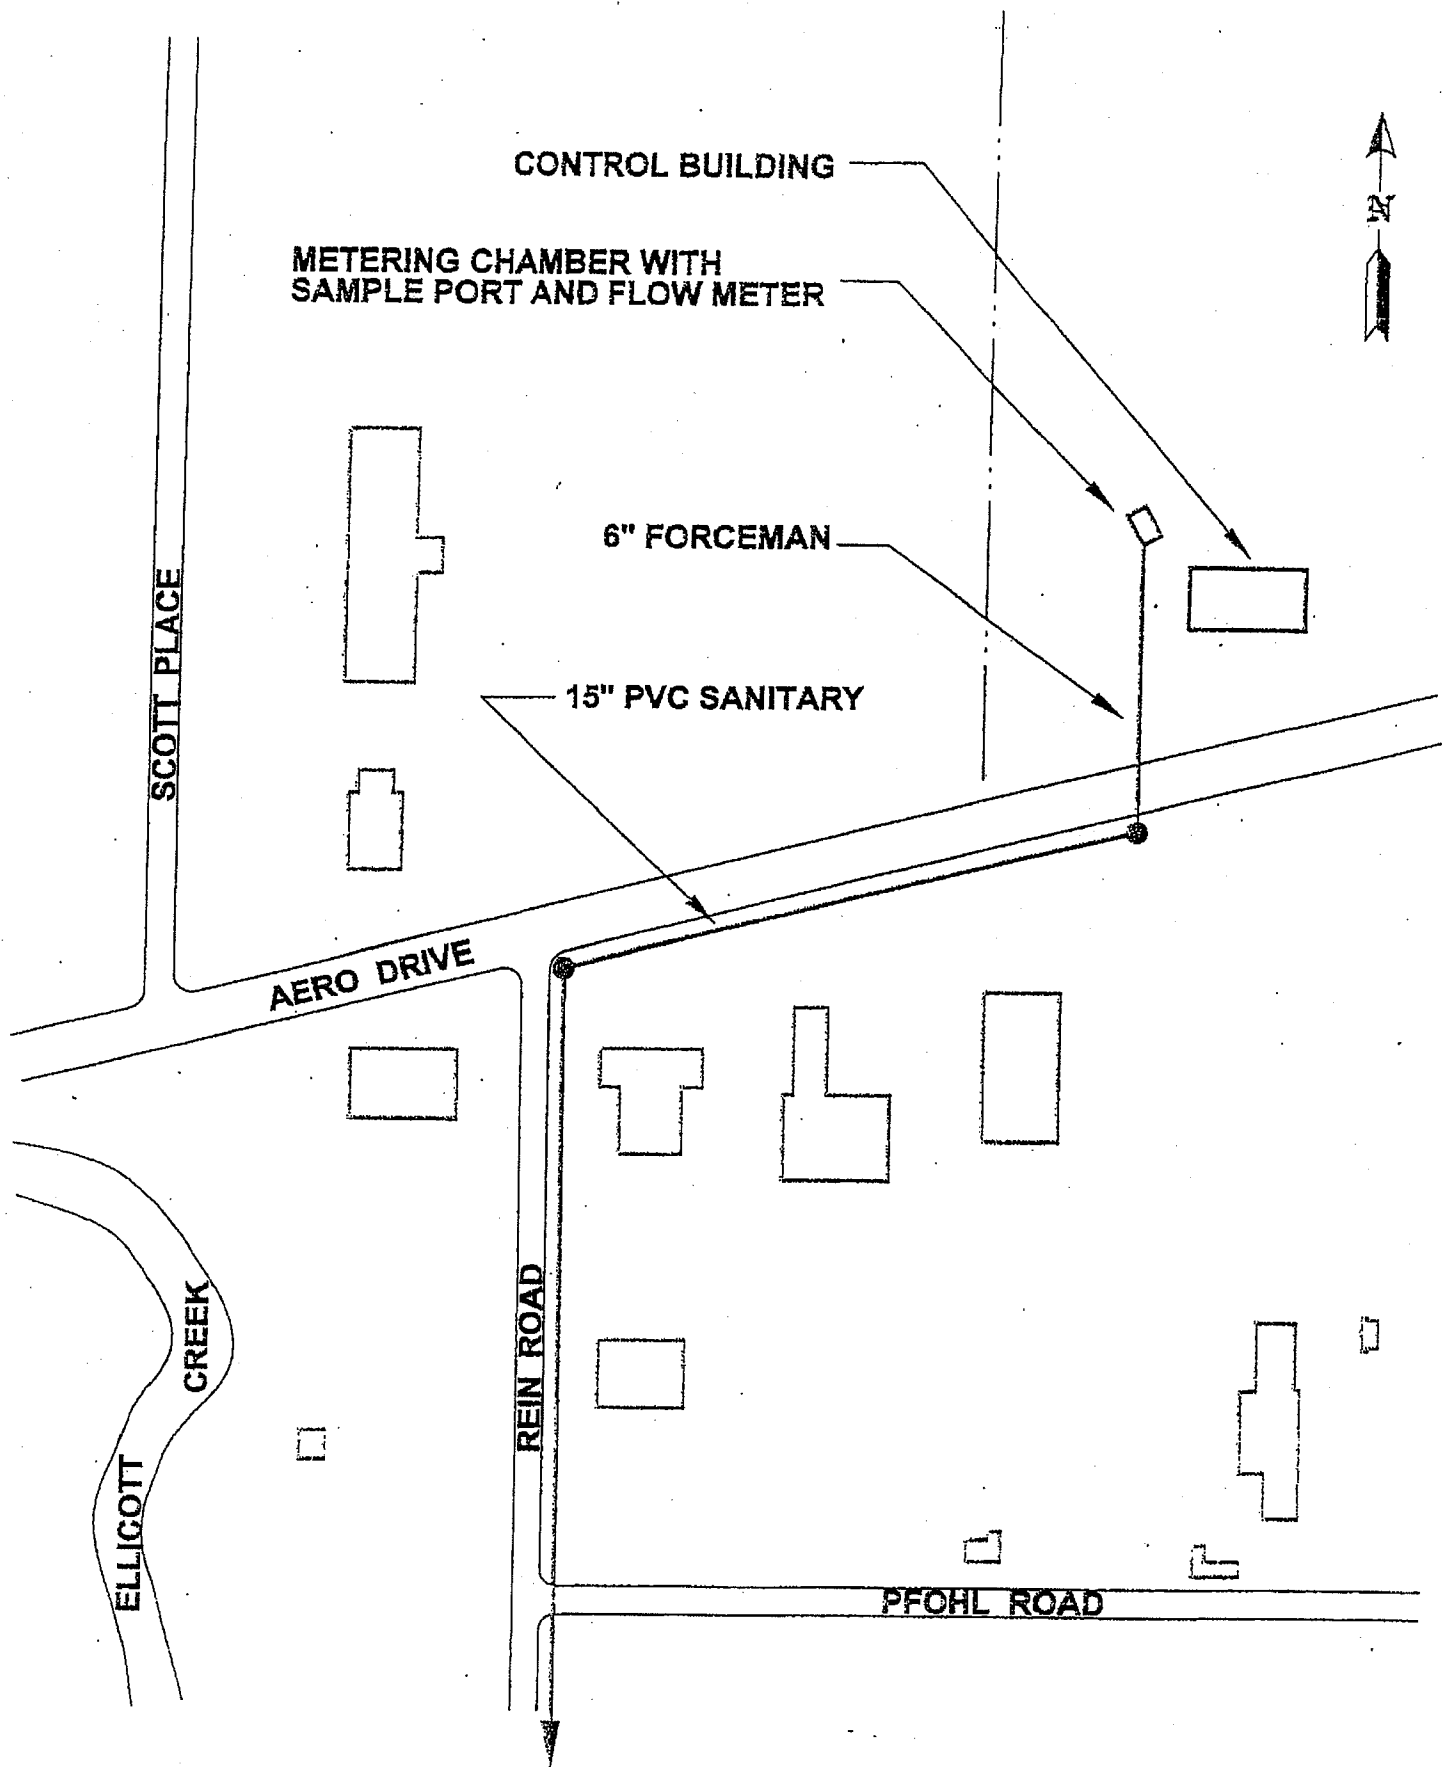 CONTROL BUILDING
N
METERING CHAMBER WITH
SAMPLE PORT AND FLOW METER
6" FORCEMAN
SCOTT PLACE
15" PVC SANITARY
AERO DRIVE
REIN ROAD
CREEK
ELLICOTT
PFOHL ROAD